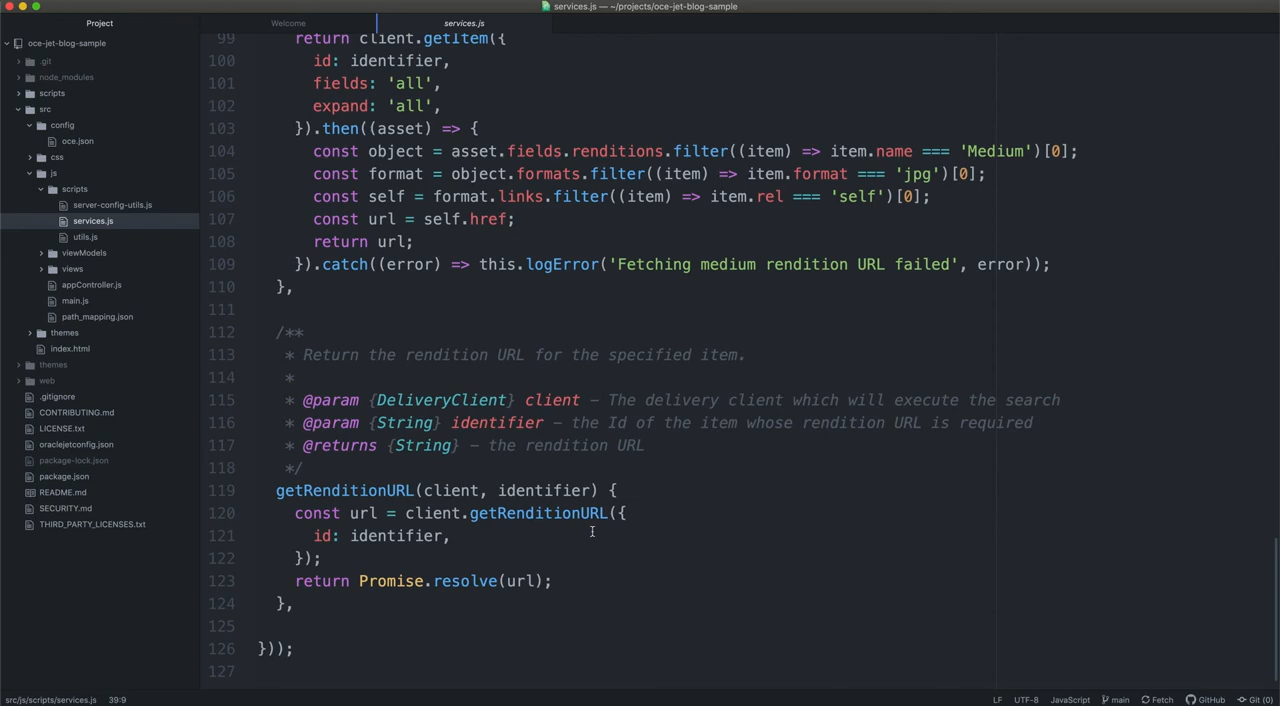 services.js — ~/projects/oce-jet-blog-sample
Project
Welcome
services.js
oce-jet-blog-sample
.git
node_modules
scripts
src
config
oce.json
css
js
scripts
server-config-utils.js
services.js
utils.js
viewModels
views
appController.js
main.js
path_mapping.json
themes
index.html
themes
web
.gitignore
CONTRIBUTING.md
LICENSE.txt
oraclejetconfig.json
package-lock.json
package.json
README.md
SECURITY.md
THIRD_PARTY_LICENSES.txt
99 return client.getItem({
100 id: identifier,
101 fields: 'all',
102 expand: 'all',
103 }).then((asset) => {
104 const object = asset.fields.renditions.filter((item) => item.name === 'Medium')[0];
105 const format = object.formats.filter((item) => item.format === 'jpg')[0];
106 const self = format.links.filter((item) => item.rel === 'self')[0];
107 const url = self.href;
108 return url;
109 }).catch((error) => this.logError('Fetching medium rendition URL failed', error));
110 },
111
112 /**
113 * Return the rendition URL for the specified item.
114 *
115 * @param {DeliveryClient} client – The delivery client which will execute the search
116 * @param {String} identifier – the Id of the item whose rendition URL is required
117 * @returns {String} – the rendition URL
118 */
119 getRenditionURL(client, identifier) {
120 const url = client.getRenditionURL({
121 id: identifier,
122 });
123 return Promise.resolve(url);
124 },
125
126 }));
127
src/js/scripts/services.js 39:9
LF UTF-8 JavaScript main Fetch GitHub Git (0)